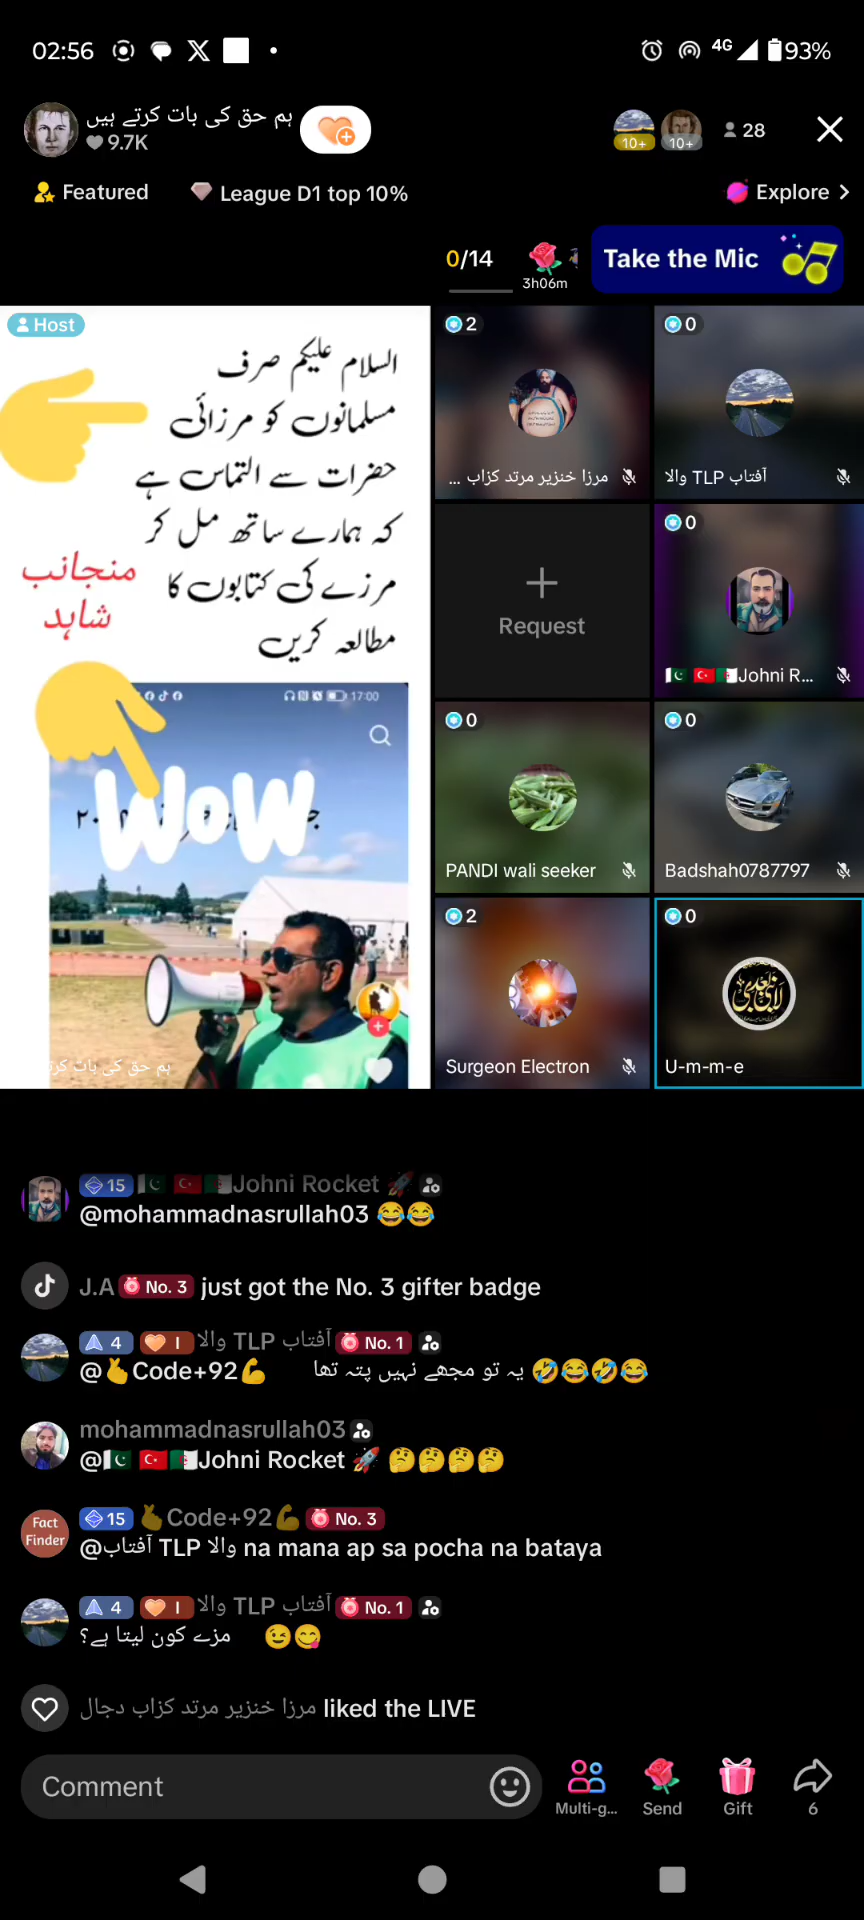 02:56
4G 93%
ہم حق کی بات کرتے ہیں
9.7K
10+ 10+ 28
Featured League D1 top 10% Explore
0/14
3h06m
Take the Mic
Host
السلام علیکم صرف
مسلمانوں کو مرزائی
حضرات سے التماس ہے
کہ ہمارے ساتھ مل کر
مرزے کی کتابوں کا
مطالعہ کریں
منجانب
شاہد
17:00
WOW
ہم حق کی بات کرتے
2
مرزا خنزیر مرتد کزاب ...
0
آفتاب TLP والا
Request
0
Johni R...
0
PANDI wali seeker
0
Badshah0787797
2
Surgeon Electron
0
لا نبی بعدی
U-m-m-e
15 Johni Rocket 🚀
@mohammadnasrullah03 😂😂
J.A No. 3 just got the No. 3 gifter badge
4 I آفتاب TLP والا No. 1
@🫰Code+92💪 یہ تو مجھے نہیں پتہ تھا 🤣😂🤣😂
mohammadnasrullah03
@🇵🇰 🇹🇷🇩🇿Johni Rocket 🚀 🤔🤔🤔🤔
Fact
Finder
15 🫰Code+92💪 No. 3
@آفتاب TLP والا na mana ap sa pocha na bataya
4 I آفتاب TLP والا No. 1
مزے کون لیتا ہے؟ 😉😋
مرزا خنزیر مرتد کزاب دجال liked the LIVE
Comment
Multi-g... Send Gift 6